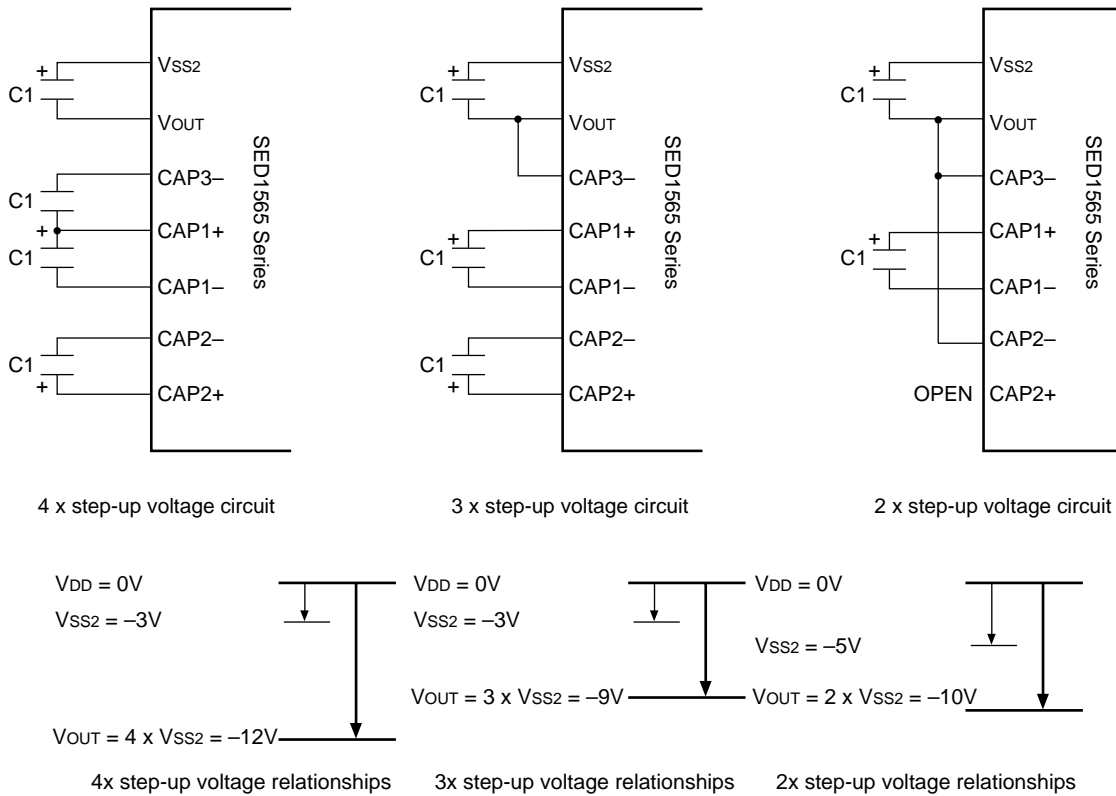 +
C1
VSS2
VOUT
C1
+
C1
CAP3–
CAP1+
CAP1–
C1
+
CAP2–
CAP2+
SED1565 Series
4 x step-up voltage circuit
+
C1
VSS2
VOUT
CAP3–
+
C1
CAP1+
CAP1–
C1
+
CAP2–
CAP2+
SED1565 Series
3 x step-up voltage circuit
+
C1
VSS2
VOUT
CAP3–
+
C1
CAP1+
CAP1–
CAP2–
OPEN
CAP2+
SED1565 Series
2 x step-up voltage circuit
VDD = 0V
VSS2 = –3V
VOUT = 4 x VSS2 = –12V
4x step-up voltage relationships
VDD = 0V
VSS2 = –3V
VOUT = 3 x VSS2 = –9V
3x step-up voltage relationships
VDD = 0V
VSS2 = –5V
VOUT = 2 x VSS2 = –10V
2x step-up voltage relationships